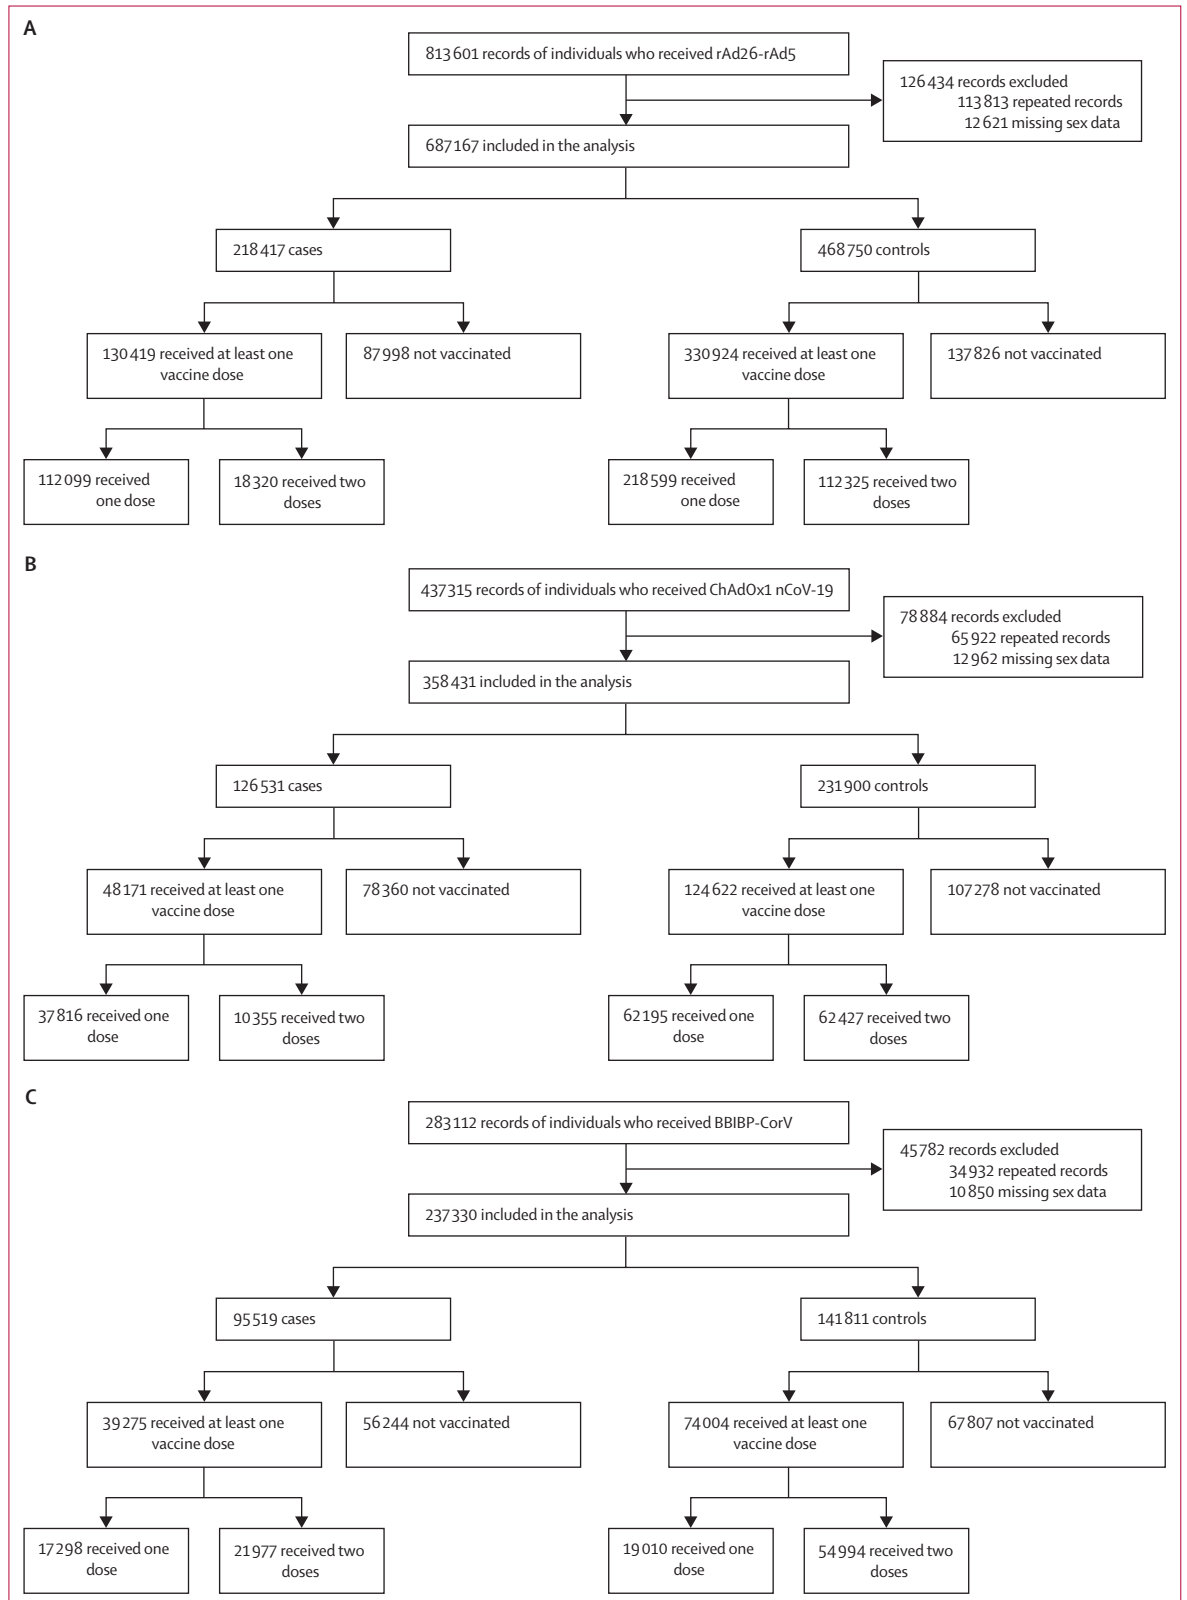 A
813 601 records of individuals who received rAd26-rAd5
126 434 records excluded
113 813 repeated records
12 621 missing sex data
687 167 included in the analysis
218 417 cases
468 750 controls
130 419 received at least one
vaccine dose
87 998 not vaccinated
330 924 received at least one
vaccine dose
137 826 not vaccinated
112 099 received
one dose
18 320 received two
doses
218 599 received
one dose
112 325 received two
doses
B
437 315 records of individuals who received ChAdOx1 nCoV-19
78 884 records excluded
65 922 repeated records
12 962 missing sex data
358 431 included in the analysis
126 531 cases
231 900 controls
48 171 received at least one
vaccine dose
78 360 not vaccinated
124 622 received at least one
vaccine dose
107 278 not vaccinated
37 816 received one
dose
10 355 received two
doses
62 195 received one
dose
62 427 received two
doses
C
283 112 records of individuals who received BBIBP-CorV
45 782 records excluded
34 932 repeated records
10 850 missing sex data
237 330 included in the analysis
95 519 cases
141 811 controls
39 275 received at least one
vaccine dose
56 244 not vaccinated
74 004 received at least one
vaccine dose
67 807 not vaccinated
17 298 received one
dose
21 977 received two
doses
19 010 received one
dose
54 994 received two
doses